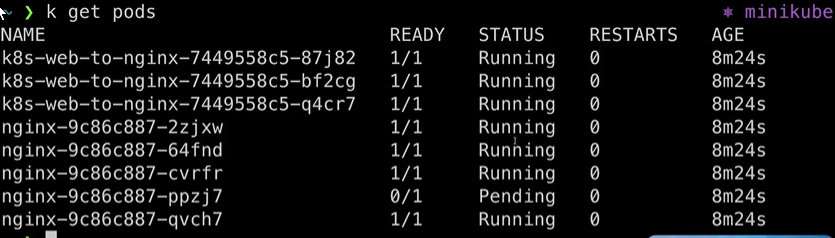 ~ ❯ k get pods ⎈ minikube
NAME READY STATUS RESTARTS AGE
k8s-web-to-nginx-7449558c5-87j82 1/1 Running 0 8m24s
k8s-web-to-nginx-7449558c5-bf2cg 1/1 Running 0 8m24s
k8s-web-to-nginx-7449558c5-q4cr7 1/1 Running 0 8m24s
nginx-9c86c887-2zjxw 1/1 Running 0 8m24s
nginx-9c86c887-64fnd 1/1 Running 0 8m24s
nginx-9c86c887-cvrfr 1/1 Running 0 8m24s
nginx-9c86c887-ppzj7 0/1 Pending 0 8m24s
nginx-9c86c887-qvch7 1/1 Running 0 8m24s